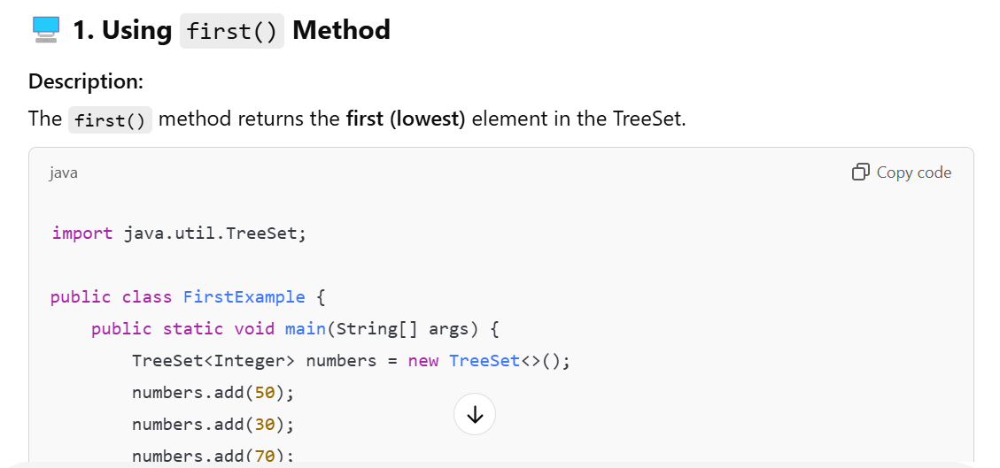 1. Using first() Method
Description:
The first() method returns the first (lowest) element in the TreeSet.
java
Copy code
import java.util.TreeSet;
public class FirstExample {
public static void main(String[] args) {
TreeSet<Integer> numbers = new TreeSet<>();
numbers.add(50);
numbers.add(30);
numbers.add(70);